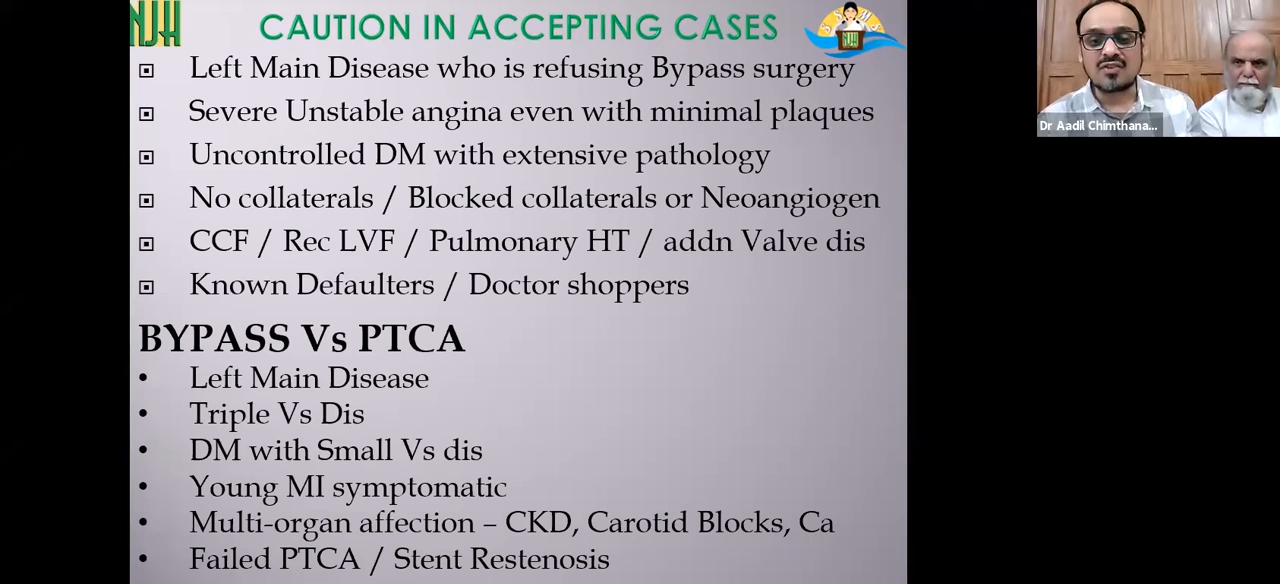 NJH
CAUTION IN ACCEPTING CASES
Left Main Disease who is refusing Bypass surgery
Severe Unstable angina even with minimal plaques
Uncontrolled DM with extensive pathology
No collaterals / Blocked collaterals or Neoangiogen
CCF / Rec LVF / Pulmonary HT / addn Valve dis
Known Defaulters / Doctor shoppers
BYPASS Vs PTCA
• Left Main Disease
• Triple Vs Dis
• DM with Small Vs dis
• Young MI symptomatic
• Multi-organ affection – CKD, Carotid Blocks, Ca
• Failed PTCA / Stent Restenosis
Dr Aadil Chimthana...